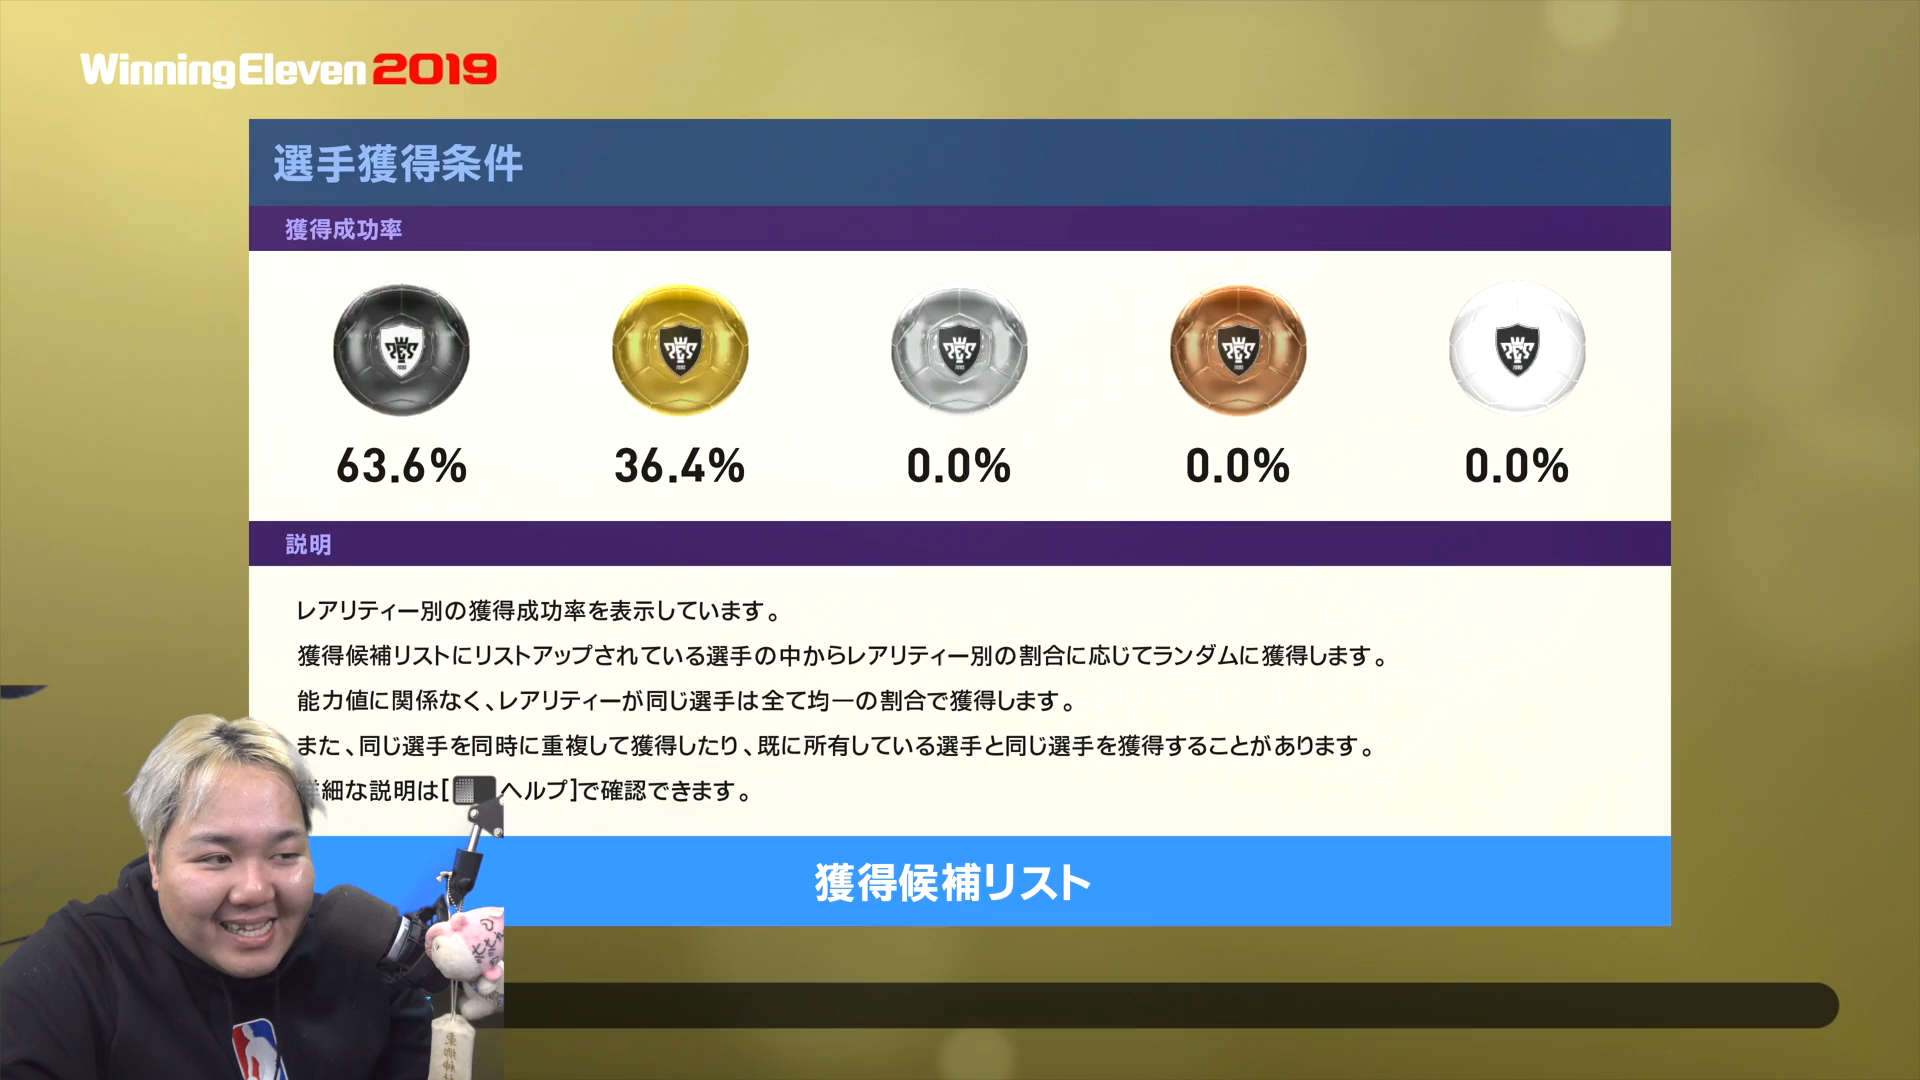 Winning Eleven 2019
選手獲得条件
獲得成功率
63.6% 36.4% 0.0% 0.0% 0.0%
説明
レアリティー別の獲得成功率を表示しています。
獲得候補リストにリストアップされている選手の中からレアリティー別の割合に応じてランダムに獲得します。
能力値に関係なく、レアリティーが同じ選手は全て均一の割合で獲得します。
また、同じ選手を同時に重複して獲得したり、既に所有している選手と同じ選手を獲得することがあります。
細な説明は[ヘルプ]で確認できます。
獲得候補リスト